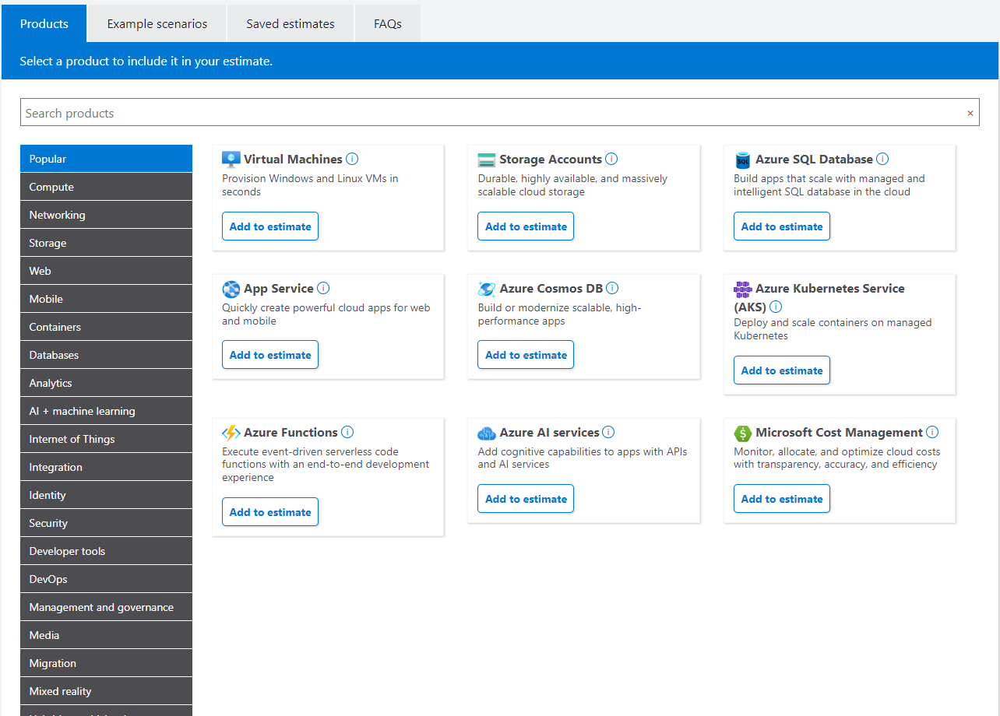 Products
Example scenarios
Saved estimates
FAQs
Select a product to include it in your estimate.
Search products
×
Popular
Compute
Networking
Storage
Web
Mobile
Containers
Databases
Analytics
AI + machine learning
Internet of Things
Integration
Identity
Security
Developer tools
DevOps
Management and governance
Media
Migration
Mixed reality
Virtual Machines
Provision Windows and Linux VMs in
seconds
Add to estimate
Storage Accounts
Durable, highly available, and massively
scalable cloud storage
Add to estimate
SQL
Azure SQL Database
Build apps that scale with managed and
intelligent SQL database in the cloud
Add to estimate
App Service
Quickly create powerful cloud apps for web
and mobile
Add to estimate
Azure Cosmos DB
Build or modernize scalable, high-
performance apps
Add to estimate
Azure Kubernetes Service
(AKS)
Deploy and scale containers on managed
Kubernetes
Add to estimate
Azure Functions
Execute event-driven serverless code
functions with an end-to-end development
experience
Add to estimate
Azure AI services
Add cognitive capabilities to apps with APIs
and AI services
Add to estimate
$
Microsoft Cost Management
Monitor, allocate, and optimize cloud costs
with transparency, accuracy, and efficiency
Add to estimate